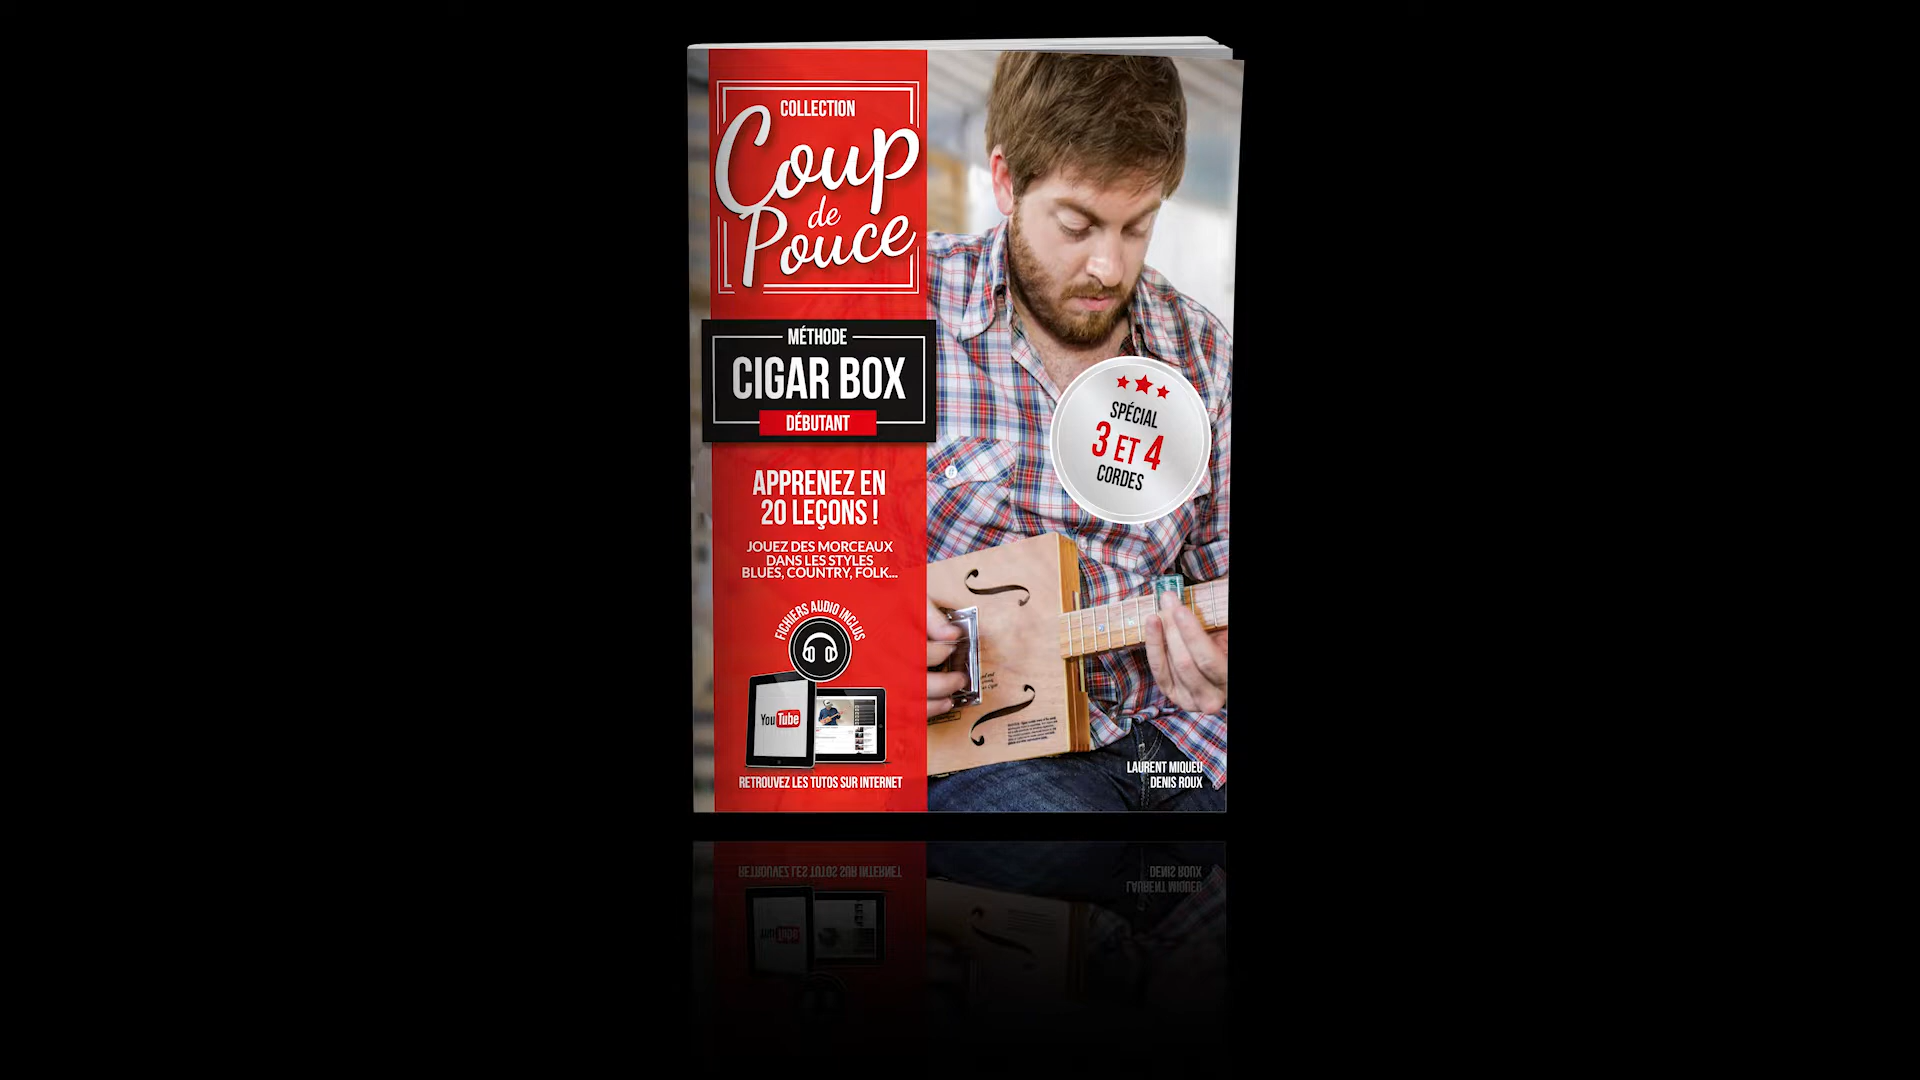 COLLECTION
Coup
de
Pouce
MÉTHODE
CIGAR BOX
DÉBUTANT
APPRENEZ EN
20 LEÇONS !
JOUEZ DES MORCEAUX
DANS LES STYLES
BLUES, COUNTRY, FOLK...
FICHIERS AUDIO INCLUS
YouTube
RETROUVEZ LES TUTOS SUR INTERNET
SPÉCIAL
3 ET 4
CORDES
LAURENT MIQUEU
DENIS ROUX